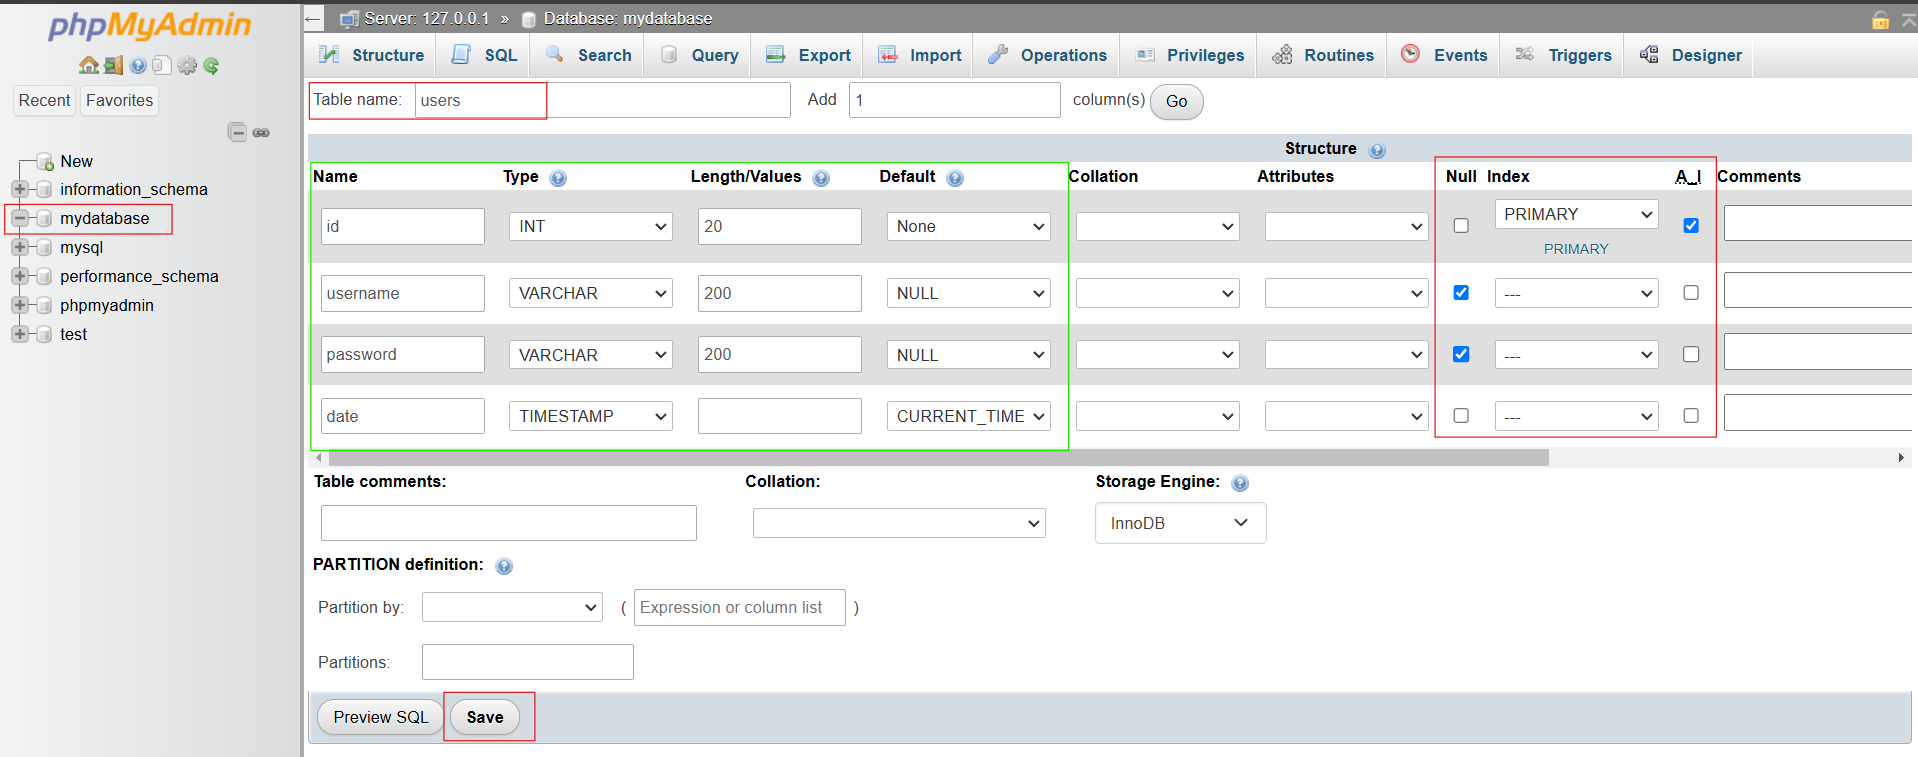 phpMyAdmin
Recent Favorites
New
information_schema
mydatabase
mysql
performance_schema
phpmyadmin
test
Server: 127.0.0.1 » Database: mydatabase
Structure SQL Search Query Export Import Operations Privileges Routines Events Triggers Designer
Table name: users Add 1 column(s) Go
Structure
Name Type Length/Values Default Collation Attributes Null Index A_I Comments
id INT 20 None PRIMARY
PRIMARY
username VARCHAR 200 NULL ---
password VARCHAR 200 NULL ---
date TIMESTAMP CURRENT_TIME ---
Table comments: Collation: Storage Engine:
InnoDB
PARTITION definition:
Partition by: ( Expression or column list )
Partitions:
Preview SQL Save